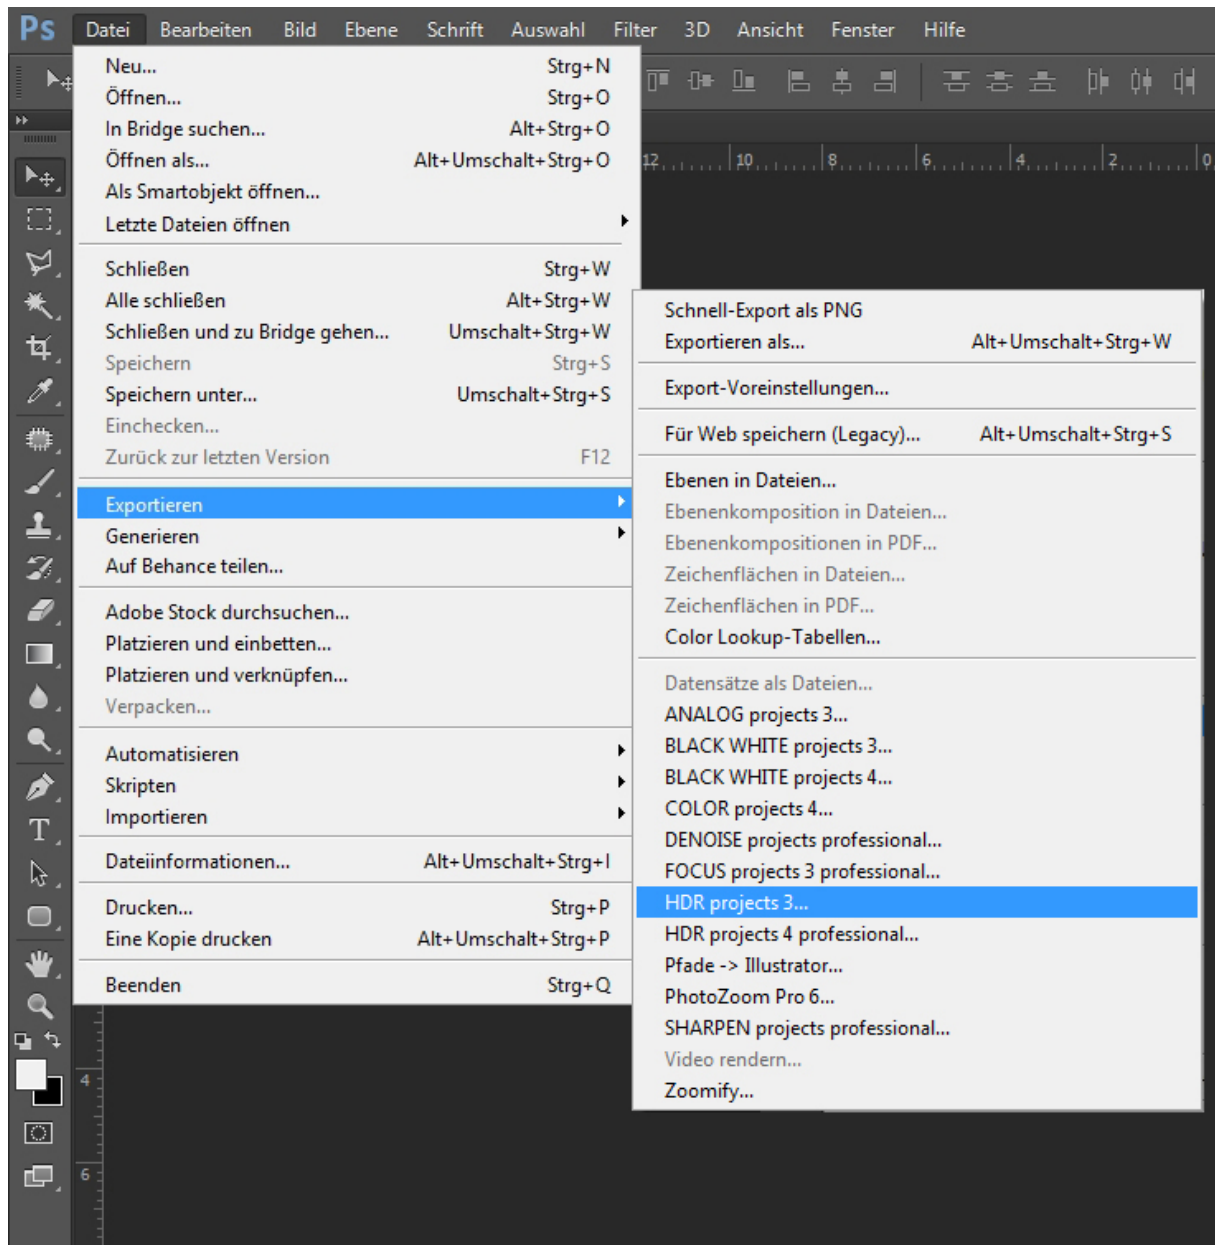 Ps Datei Bearbeiten Bild Ebene Schrift Auswahl Filter 3D Ansicht Fenster Hilfe
Neu... Strg+N
Öffnen... Strg+O
In Bridge suchen... Alt+Strg+O
Öffnen als... Alt+Umschalt+Strg+O
Als Smartobjekt öffnen...
Letzte Dateien öffnen
Schließen Strg+W
Alle schließen Alt+Strg+W
Schließen und zu Bridge gehen... Umschalt+Strg+W
Speichern Strg+S
Speichern unter... Umschalt+Strg+S
Einchecken...
Zurück zur letzten Version F12
Exportieren
Generieren
Auf Behance teilen...
Adobe Stock durchsuchen...
Platzieren und einbetten...
Platzieren und verknüpfen...
Verpacken...
Automatisieren
Skripten
Importieren
Dateiinformationen... Alt+Umschalt+Strg+I
Drucken... Strg+P
Eine Kopie drucken Alt+Umschalt+Strg+P
Beenden Strg+Q
12 10 8 6 4 2 0
Schnell-Export als PNG
Exportieren als... Alt+Umschalt+Strg+W
Export-Voreinstellungen...
Für Web speichern (Legacy)... Alt+Umschalt+Strg+S
Ebenen in Dateien...
Ebenenkomposition in Dateien...
Ebenenkompositionen in PDF...
Zeichenflächen in Dateien...
Zeichenflächen in PDF...
Color Lookup-Tabellen...
Datensätze als Dateien...
ANALOG projects 3...
BLACK WHITE projects 3...
BLACK WHITE projects 4...
COLOR projects 4...
DENOISE projects professional...
FOCUS projects 3 professional...
HDR projects 3...
HDR projects 4 professional...
Pfade -> Illustrator...
PhotoZoom Pro 6...
SHARPEN projects professional...
Video rendern...
Zoomify...
4
6